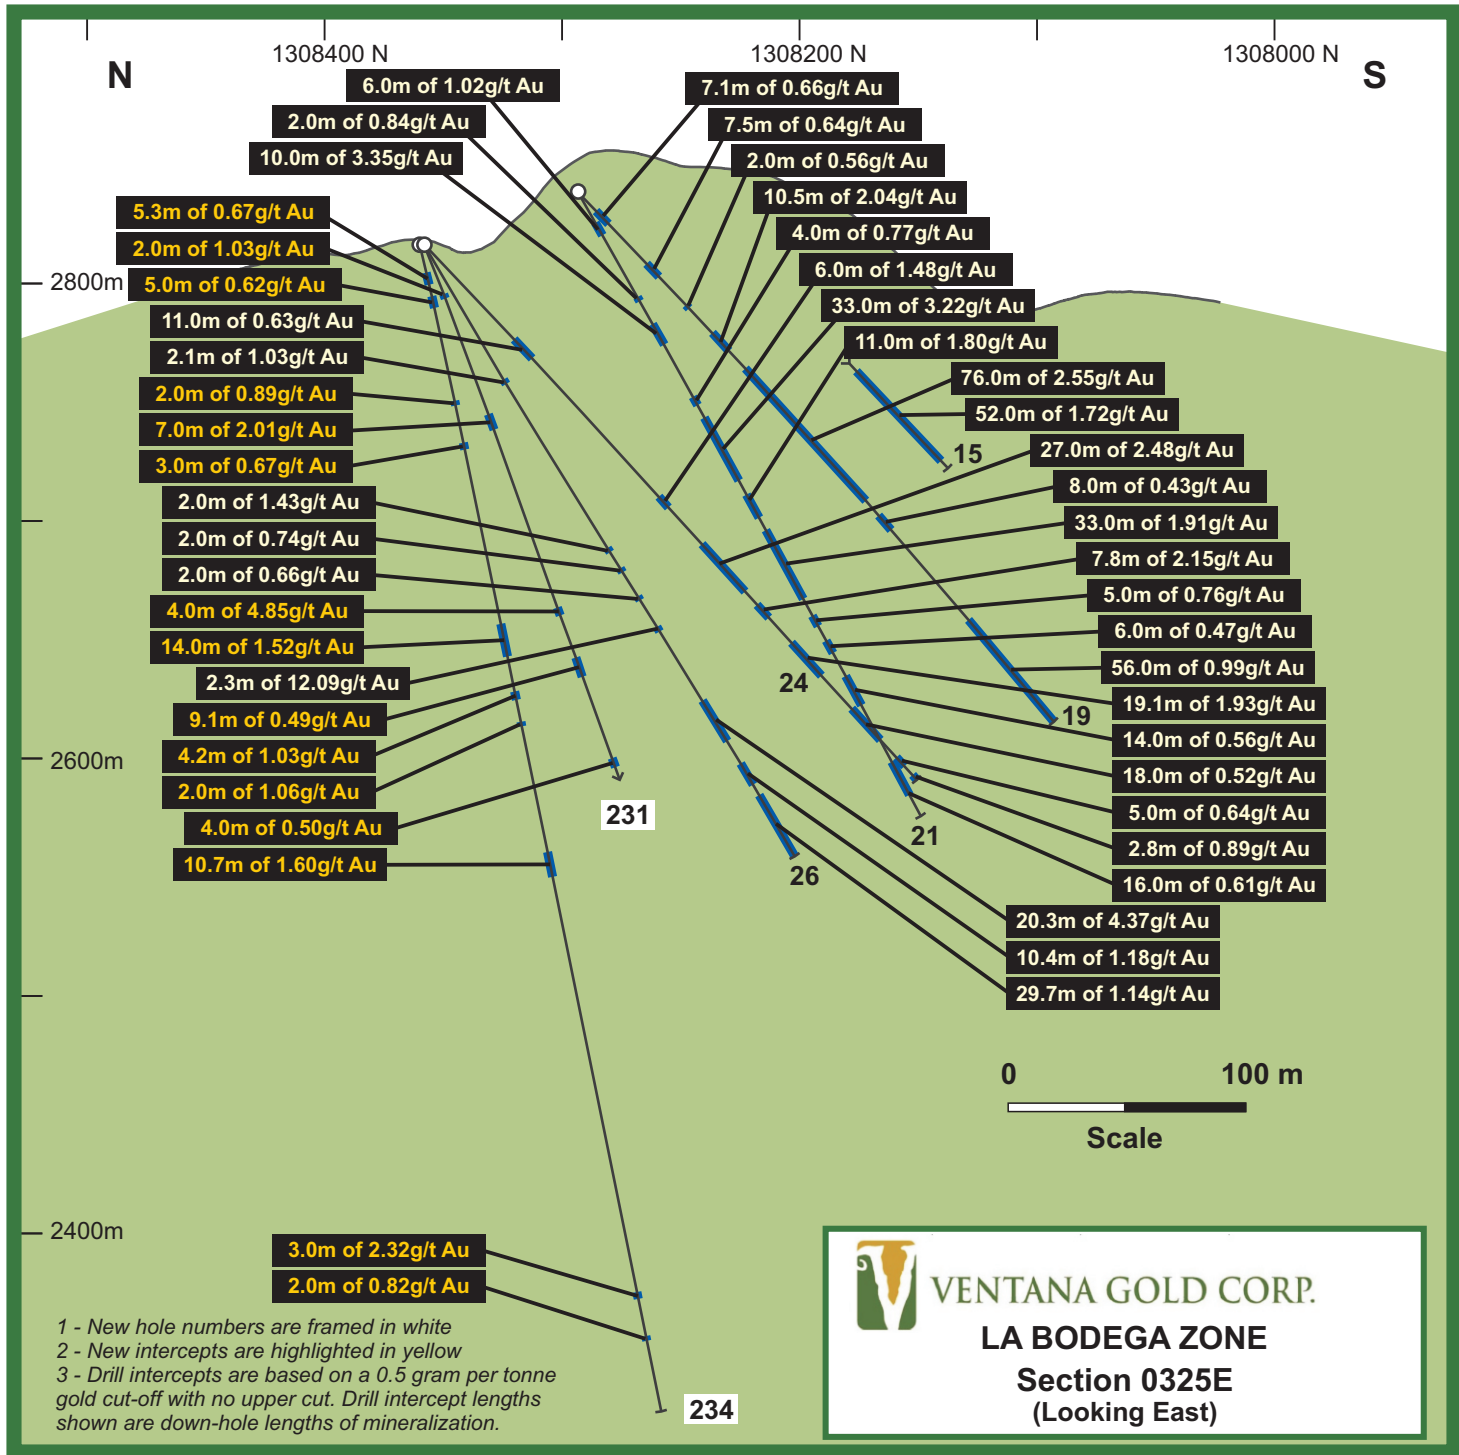 1308400 N
1308200 N
1308000 N
N
S
6.0m of 1.02g/t Au
2.0m of 0.84g/t Au
10.0m of 3.35g/t Au
5.3m of 0.67g/t Au
2.0m of 1.03g/t Au
5.0m of 0.62g/t Au
11.0m of 0.63g/t Au
2.1m of 1.03g/t Au
2.0m of 0.89g/t Au
7.0m of 2.01g/t Au
3.0m of 0.67g/t Au
2.0m of 1.43g/t Au
2.0m of 0.74g/t Au
2.0m of 0.66g/t Au
4.0m of 4.85g/t Au
14.0m of 1.52g/t Au
2.3m of 12.09g/t Au
9.1m of 0.49g/t Au
4.2m of 1.03g/t Au
2.0m of 1.06g/t Au
4.0m of 0.50g/t Au
10.7m of 1.60g/t Au
3.0m of 2.32g/t Au
2.0m of 0.82g/t Au
7.1m of 0.66g/t Au
7.5m of 0.64g/t Au
2.0m of 0.56g/t Au
10.5m of 2.04g/t Au
4.0m of 0.77g/t Au
6.0m of 1.48g/t Au
33.0m of 3.22g/t Au
11.0m of 1.80g/t Au
76.0m of 2.55g/t Au
52.0m of 1.72g/t Au
27.0m of 2.48g/t Au
8.0m of 0.43g/t Au
33.0m of 1.91g/t Au
7.8m of 2.15g/t Au
5.0m of 0.76g/t Au
6.0m of 0.47g/t Au
56.0m of 0.99g/t Au
19.1m of 1.93g/t Au
14.0m of 0.56g/t Au
18.0m of 0.52g/t Au
5.0m of 0.64g/t Au
2.8m of 0.89g/t Au
16.0m of 0.61g/t Au
20.3m of 4.37g/t Au
10.4m of 1.18g/t Au
29.7m of 1.14g/t Au
2800m
2600m
2400m
15
24
19
21
26
231
234
0
100 m
Scale
1 - New hole numbers are framed in white
2 - New intercepts are highlighted in yellow
3 - Drill intercepts are based on a 0.5 gram per tonne
gold cut-off with no upper cut. Drill intercept lengths
shown are down-hole lengths of mineralization.
VENTANA GOLD CORP.
LA BODEGA ZONE
Section 0325E
(Looking East)